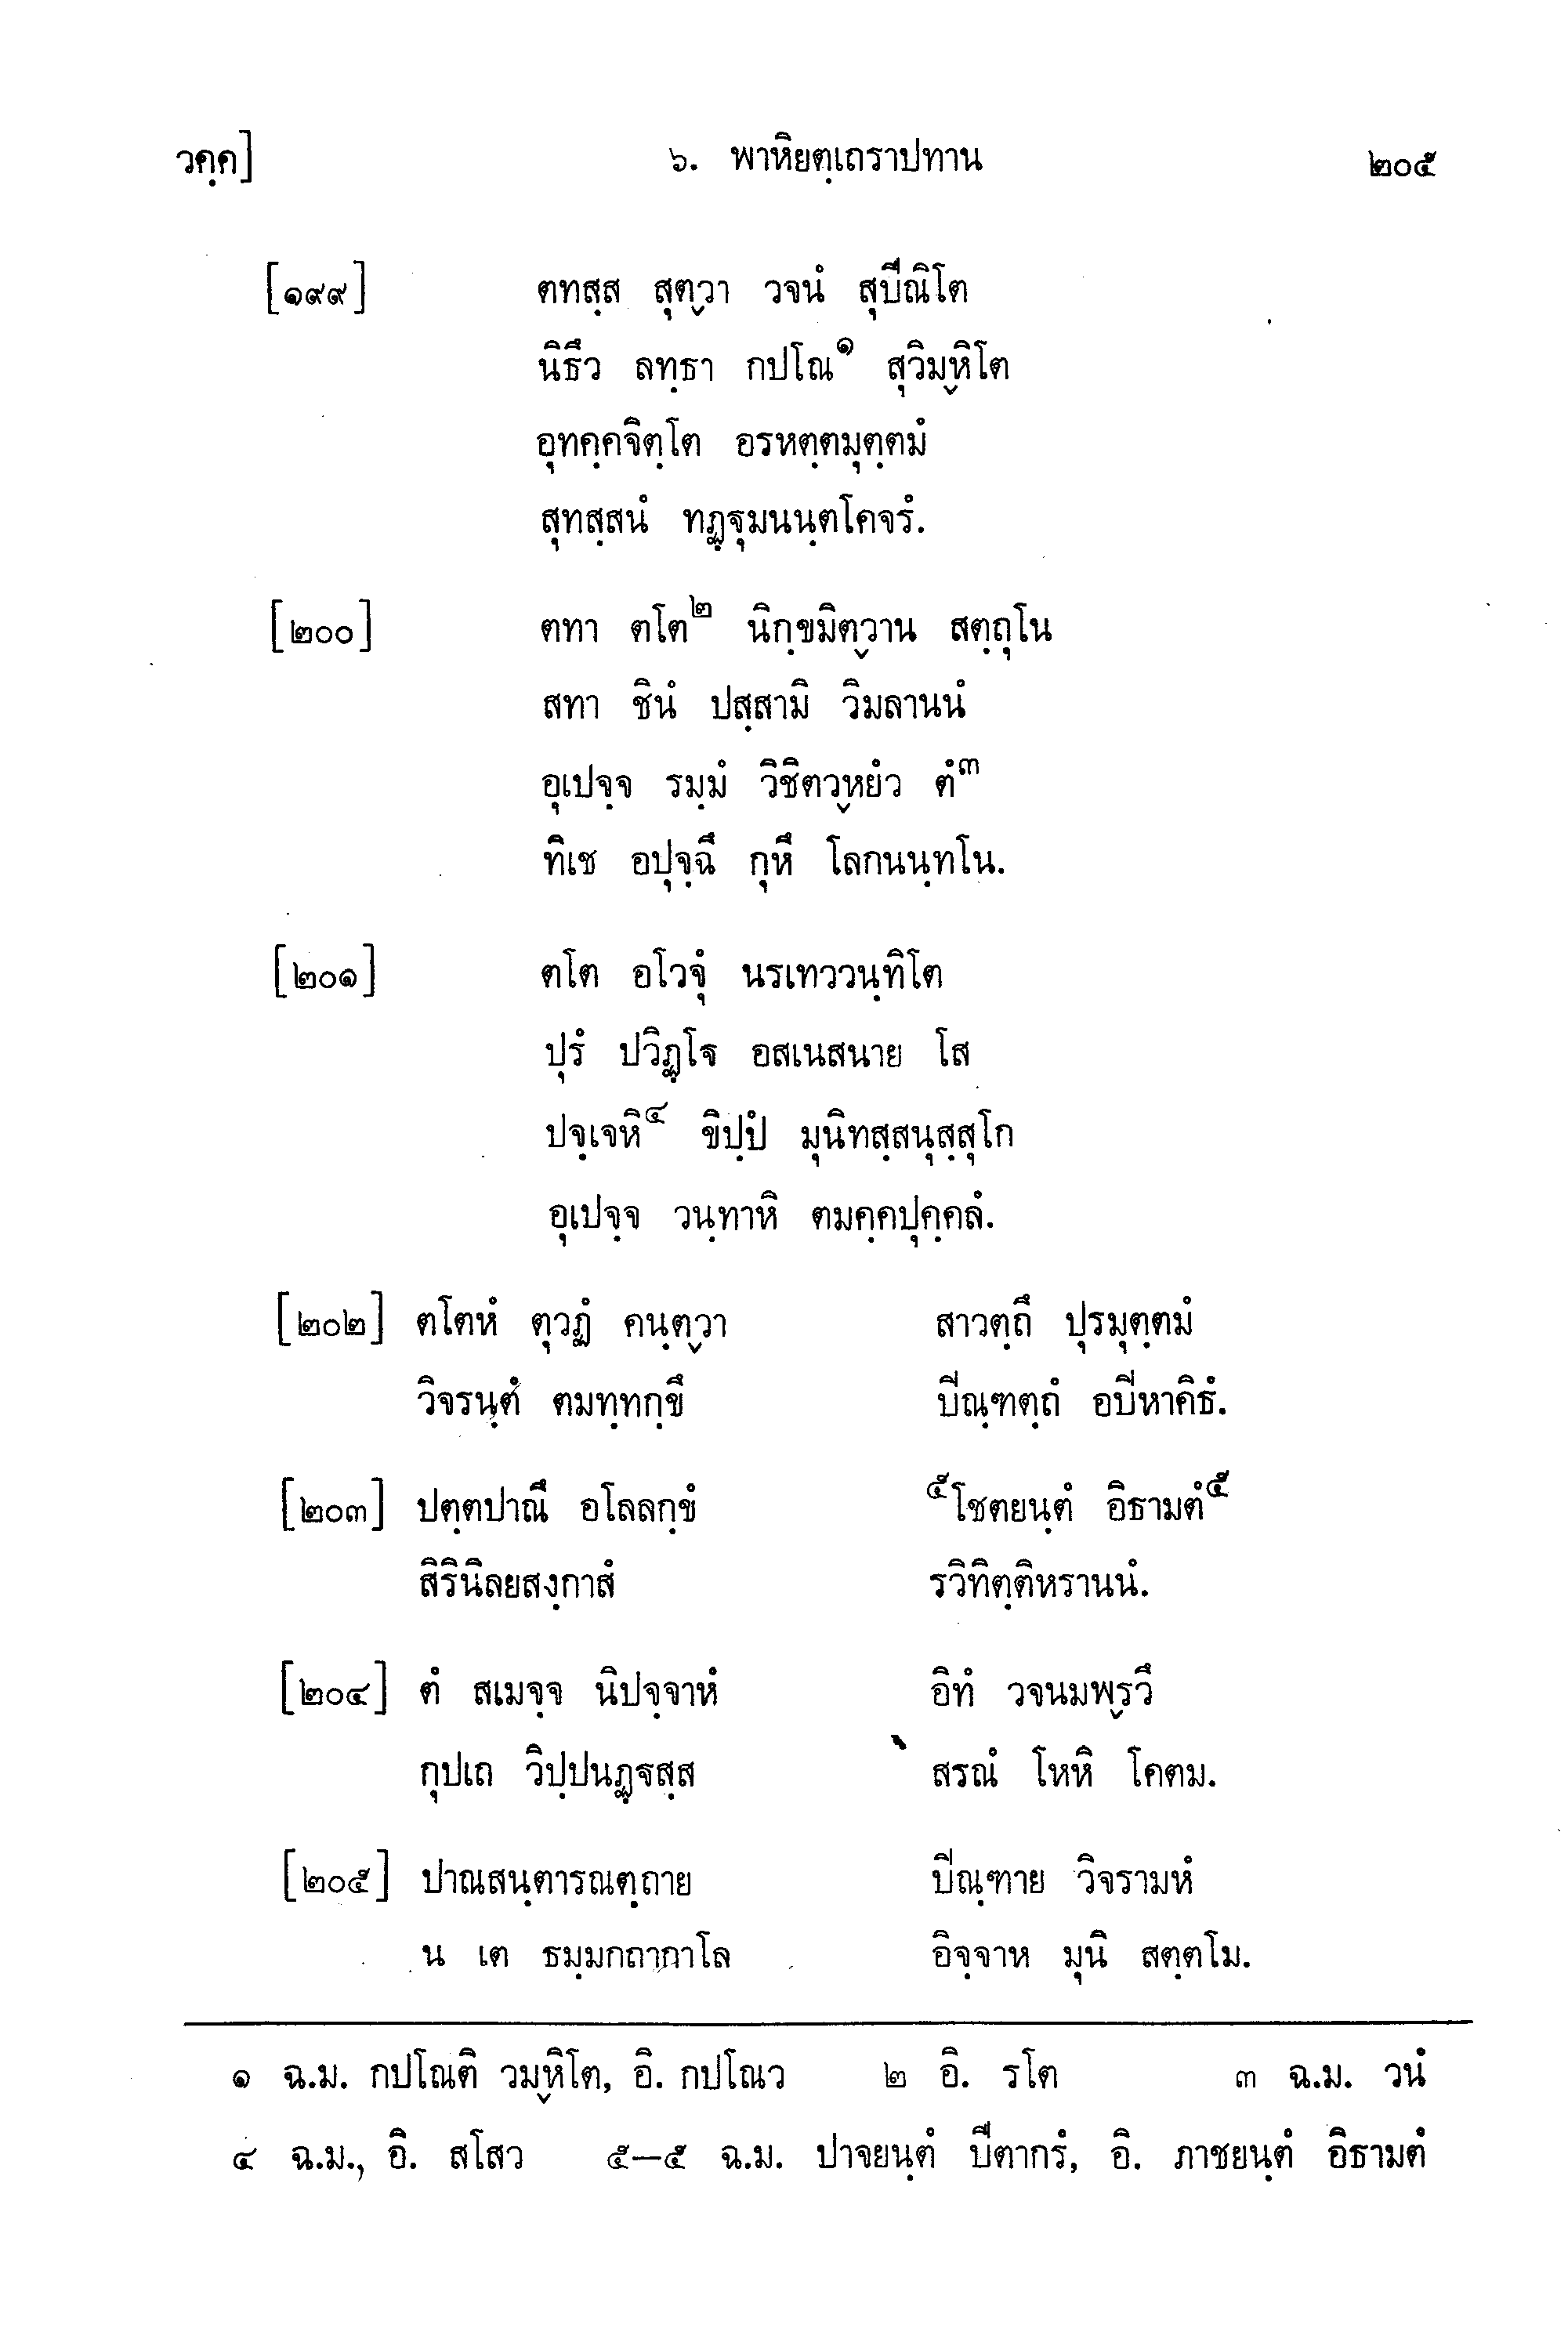 วคฺค] ๖. พาหิยตฺเถราปทาน ๒๐๕
[๑๙๙] ตทสฺส สุตฺวา วจนํ สุปีณิโต
นิธึว ลทฺธา กปโณ๑ สุวิมฺหิโต
อุทคฺคจิตฺโต อรหตฺตมุตฺตมํ
สุทสฺสนํ ทฏฺฐุมนนฺตโคจรํ.
[๒๐๐] ตทา ตโต๒ นิกฺขมิตฺวาน สตฺถุโน
สทา ชินํ ปสฺสามิ วิมลานนํ
อุเปจฺจ รมฺมํ วิชิตวฺหยํว ตํ๓
ทิเช อปุจฺฉึ กุหึ โลกนนฺทโน.
[๒๐๑] ตโต อโวจุํ นรเทววนฺทิโต
ปุรํ ปวิฏฺโฐ อสเนสนาย โส
ปจฺเจหิ๔ ขิปฺปํ มุนิทสฺสนุสฺสุโก
อุเปจฺจ วนฺทาหิ ตมคฺคปุคฺคลํ.
[๒๐๒] ตโตหํ ตุวฏํ คนฺตฺวา สาวตฺถึ ปุรมุตฺตมํ
วิจรนฺตํ ตมทฺทกฺขึ ปิณฺฑตฺถํ อปิหาคิธํ.
[๒๐๓] ปตฺตปาณึ อโลลกฺขํ ๕โชตยนฺตํ อิธามตํ๕
สิรินิลยสงฺกาสํ รวิทิตฺติหรานนํ.
[๒๐๔] ตํ สเมจฺจ นิปจฺจาหํ อิทํ วจนมพฺรวึ
กุปเถ วิปฺปนฏฺฐสฺส สรณํ โหหิ โคตม.
[๒๐๕] ปาณสนฺตารณตฺถาย ปิณฺฑาย วิจรามหํ
น เต ธมฺมกถากาโล อิจฺจาห มุนิ สตฺตโม.
๑ ฉ.ม. กปโณติ วมฺหิโต, อิ. กปโณว ๒ อิ. รโต ๓ ฉ.ม. วนํ
๔ ฉ.ม., อิ. สโสว ๕–๕ ฉ.ม. ปาจยนฺตํ ปีตากรํ, อิ. ภาชยนฺตํ อิธามตํ